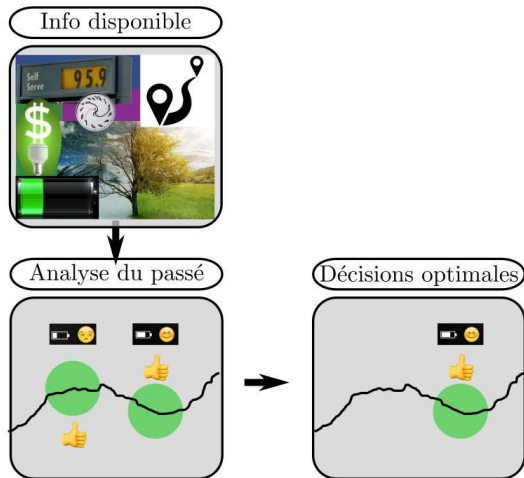 Info disponible
Self
Serve
95.9
$
Analyse du passé
Décisions optimales